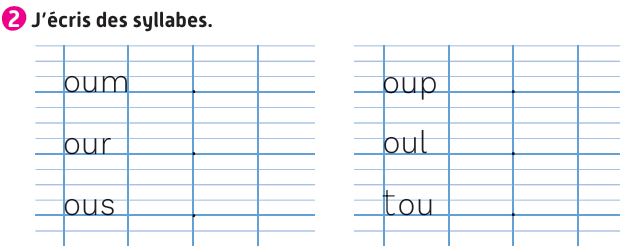 2 J'écris des syllabes.
oum . oup .
our . oul .
ous . tou .